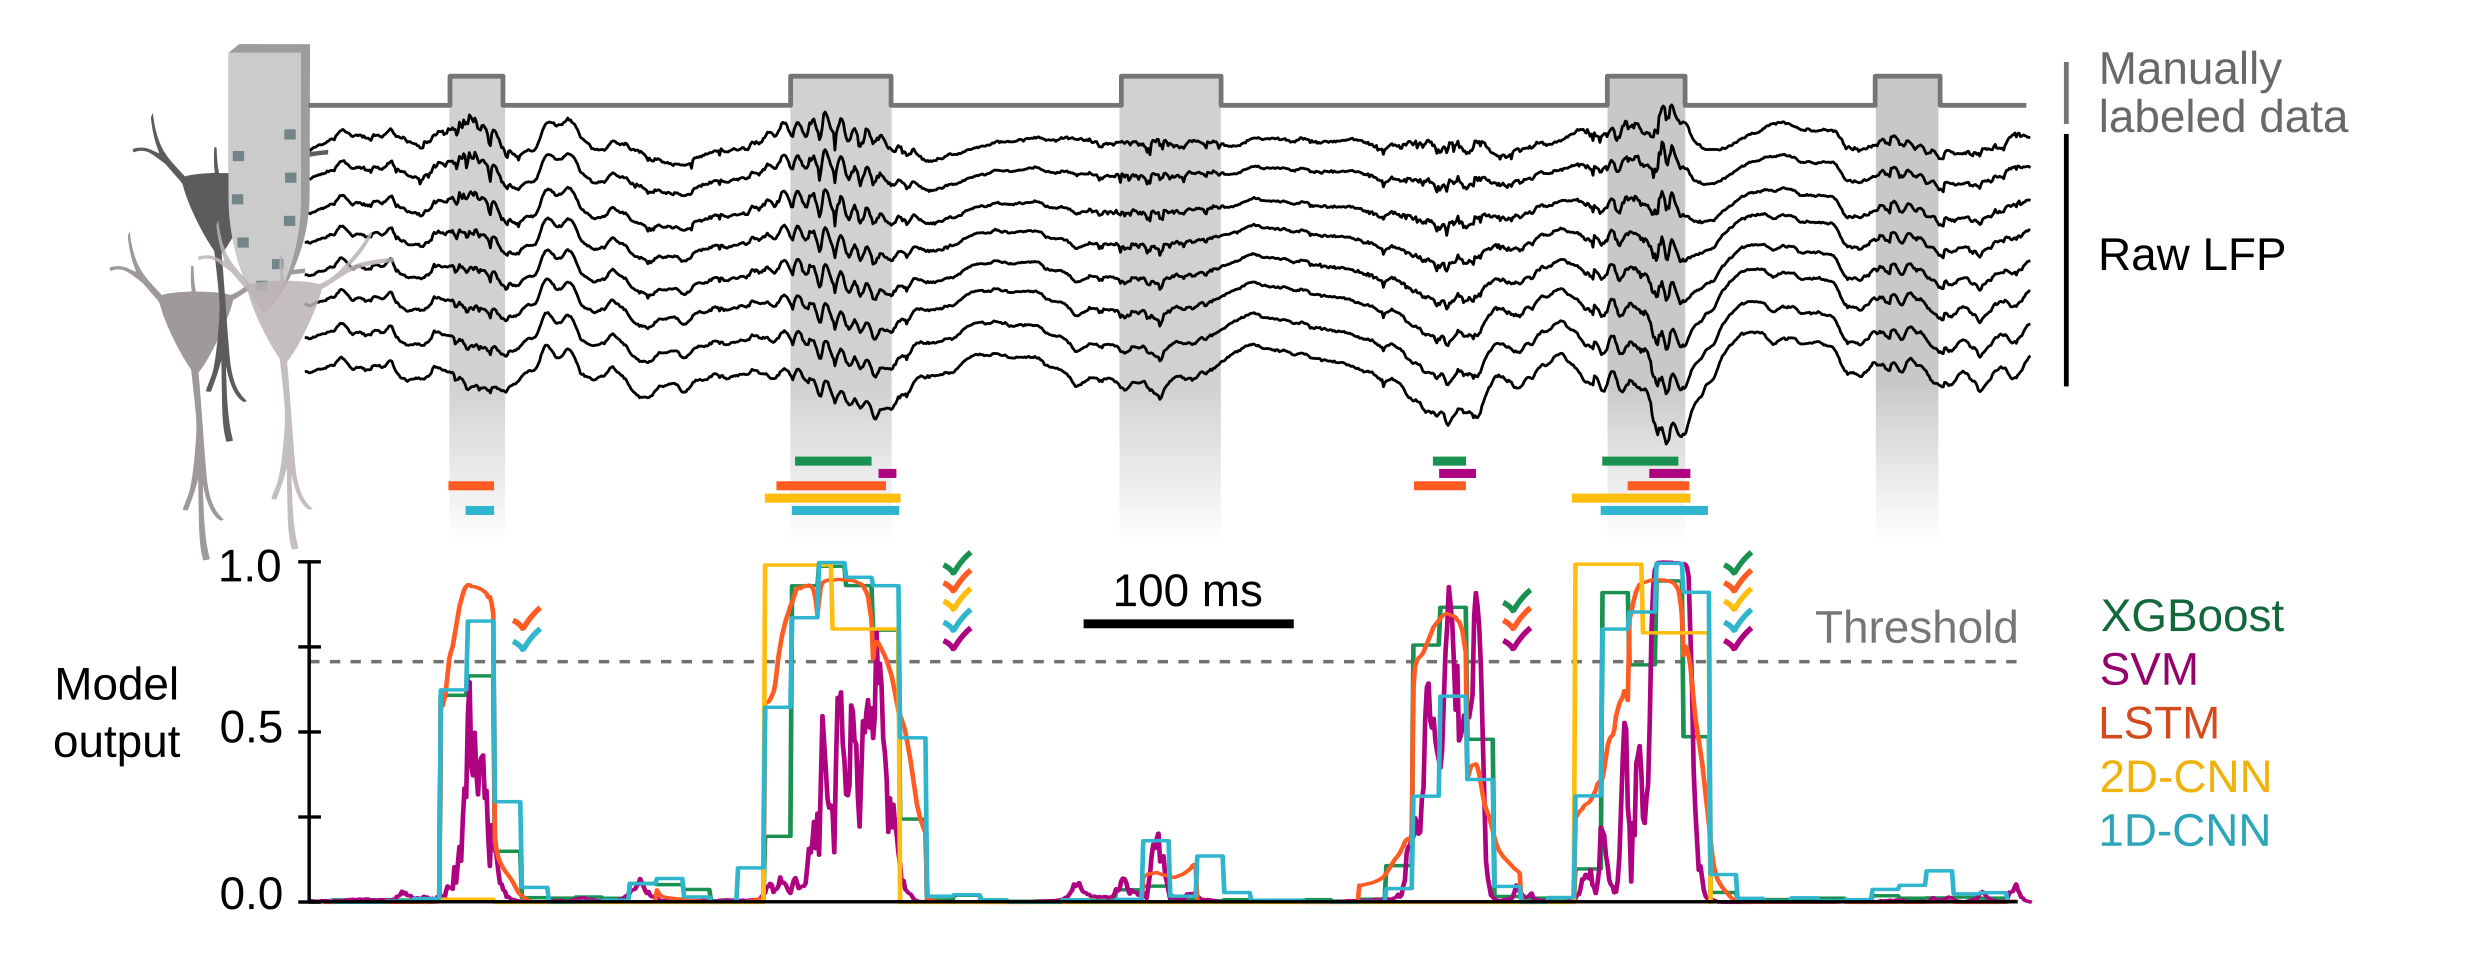 Manually
labeled data
Raw LFP
1.0
100 ms
Threshold
Model
output
0.5
0.0
XGBoost
SVM
LSTM
2D-CNN
1D-CNN